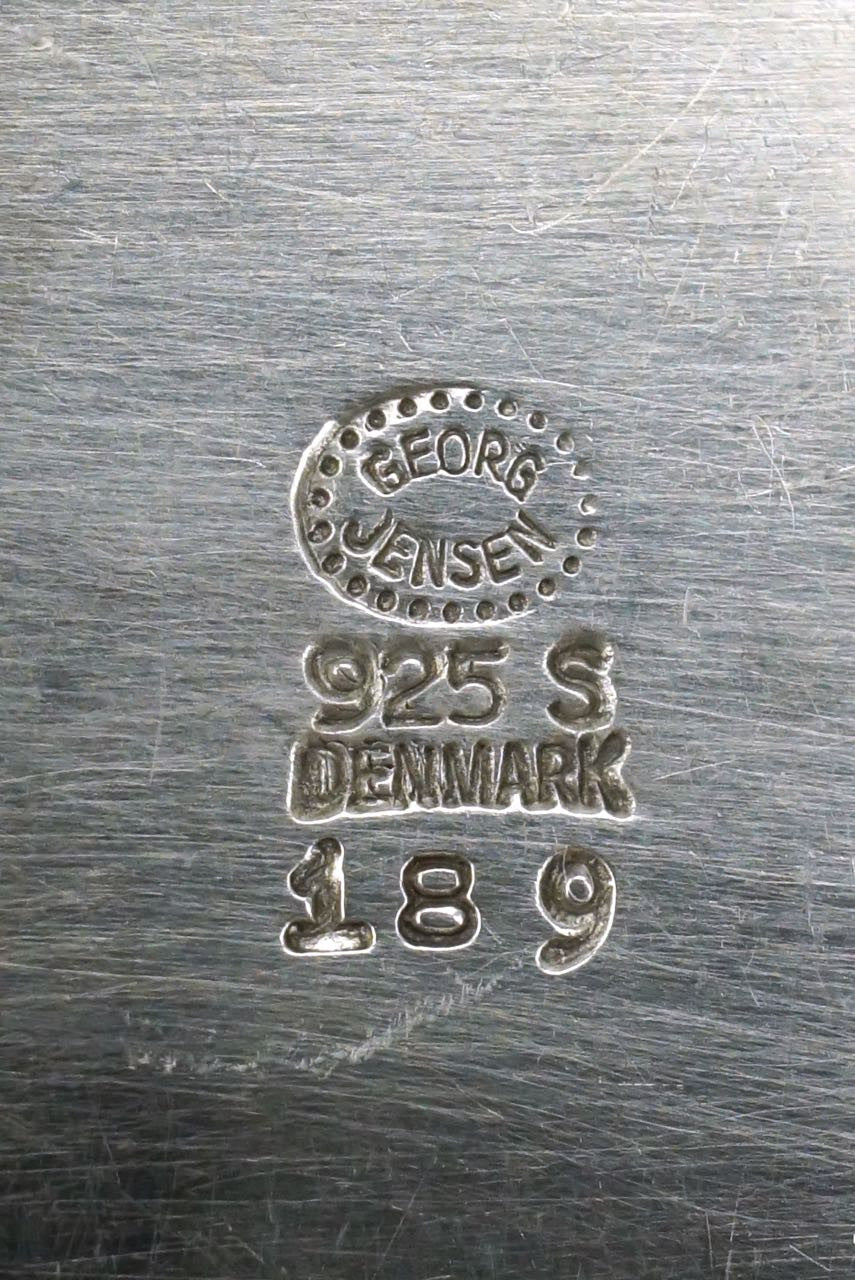 GEORG
JENSEN
925 S
DENMARK
189